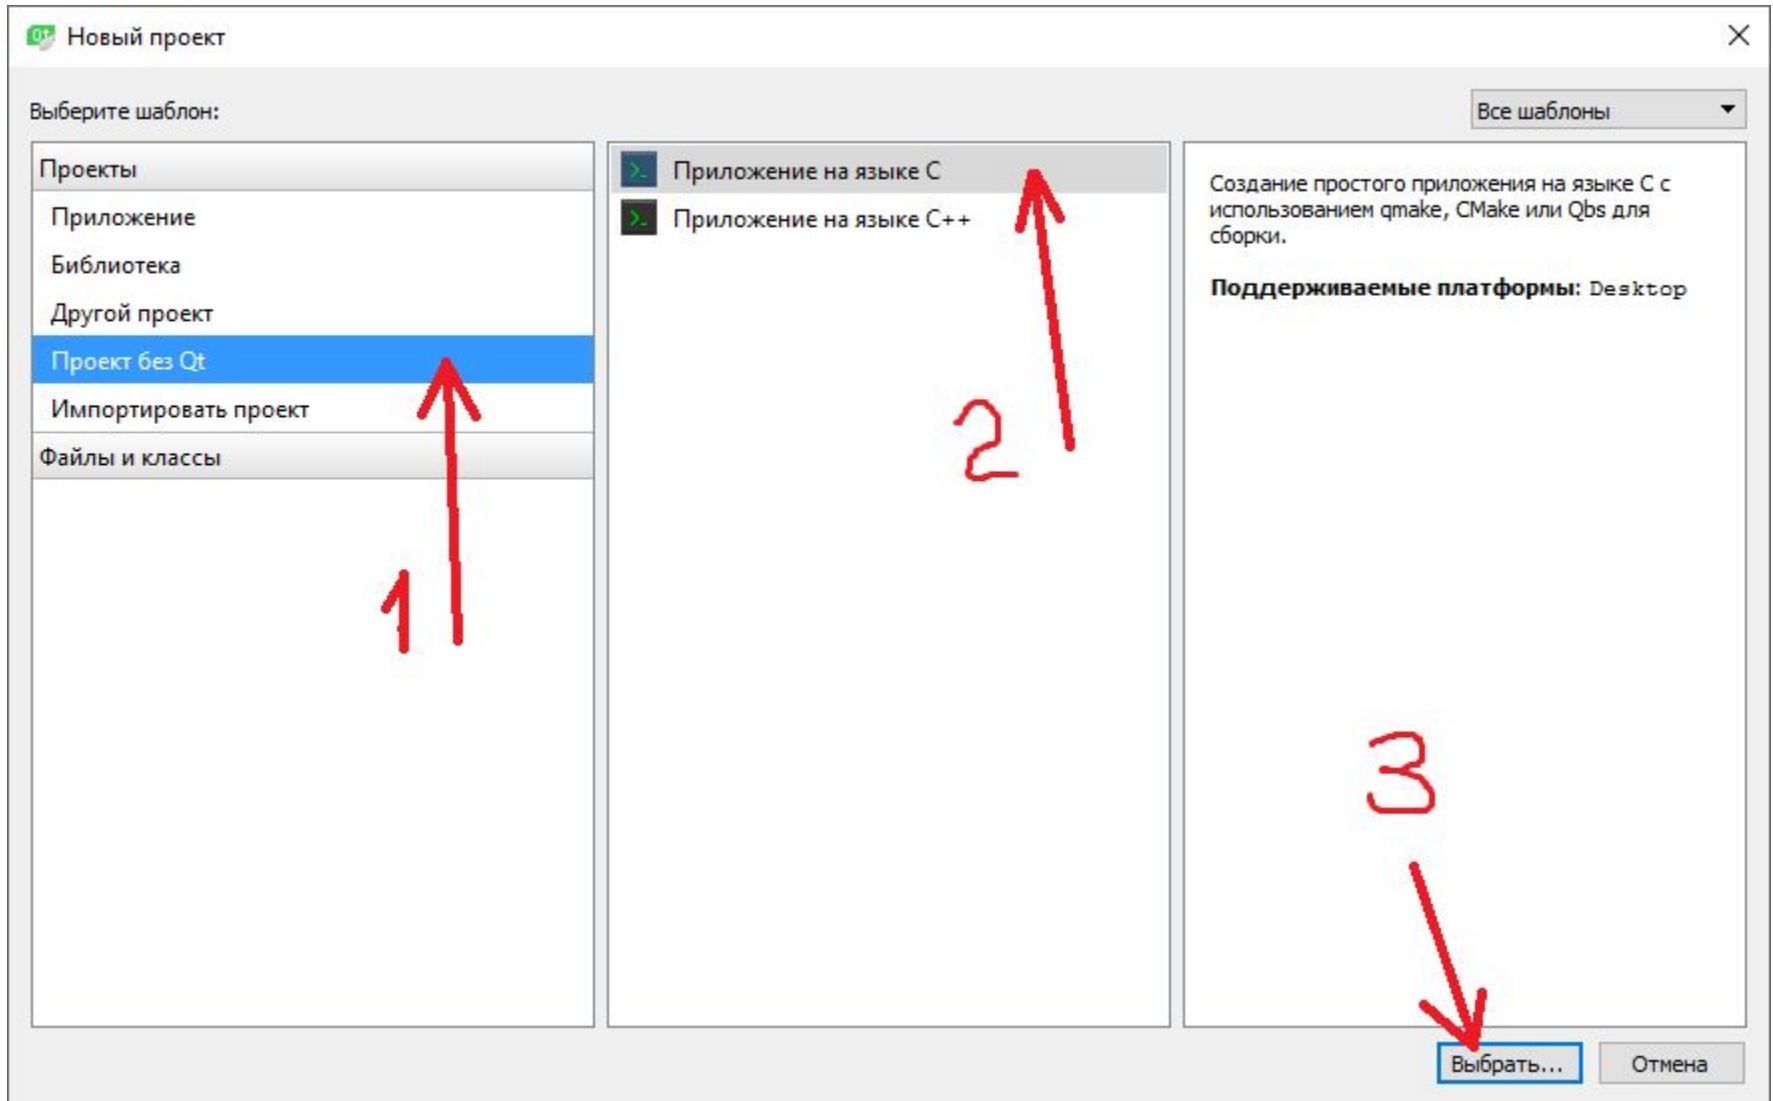 Новый проект
Выберите шаблон:
Все шаблоны
Проекты
Приложение
Библиотека
Другой проект
Проект без Qt
Импортировать проект
Файлы и классы
1
Приложение на языке C
Приложение на языке C++
2
Создание простого приложения на языке C с
использованием qmake, CMake или Qbs для
сборки.
Поддерживаемые платформы: Desktop
3
Выбрать...
Отмена